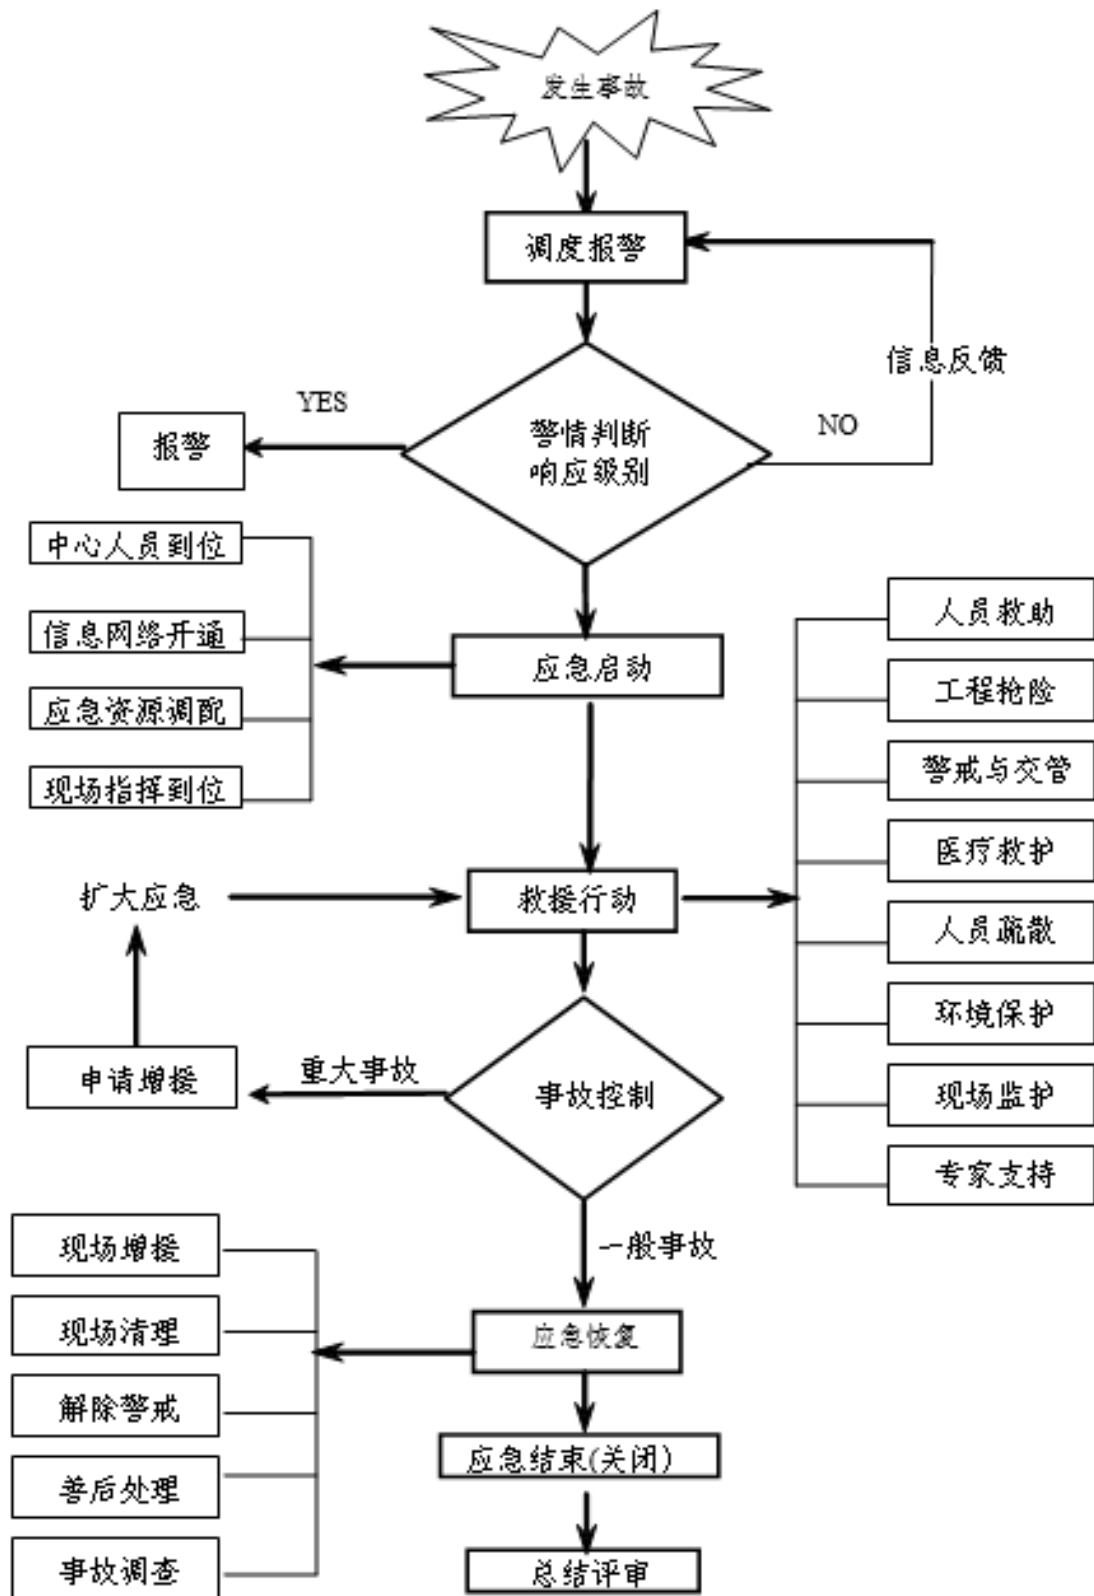 发生事故
调度报警
信息反馈
YES
NO
报警
警情判断
响应级别
中心人员到位
信息网络开通
应急资源调配
现场指挥到位
应急启动
人员救助
工程抢险
警戒与交管
医疗救护
人员疏散
环境保护
现场监护
专家支持
扩大应急
救援行动
申请增援
重大事故
事故控制
一般事故
现场增援
现场清理
解除警戒
善后处理
事故调查
应急恢复
应急结束(关闭)
总结评审